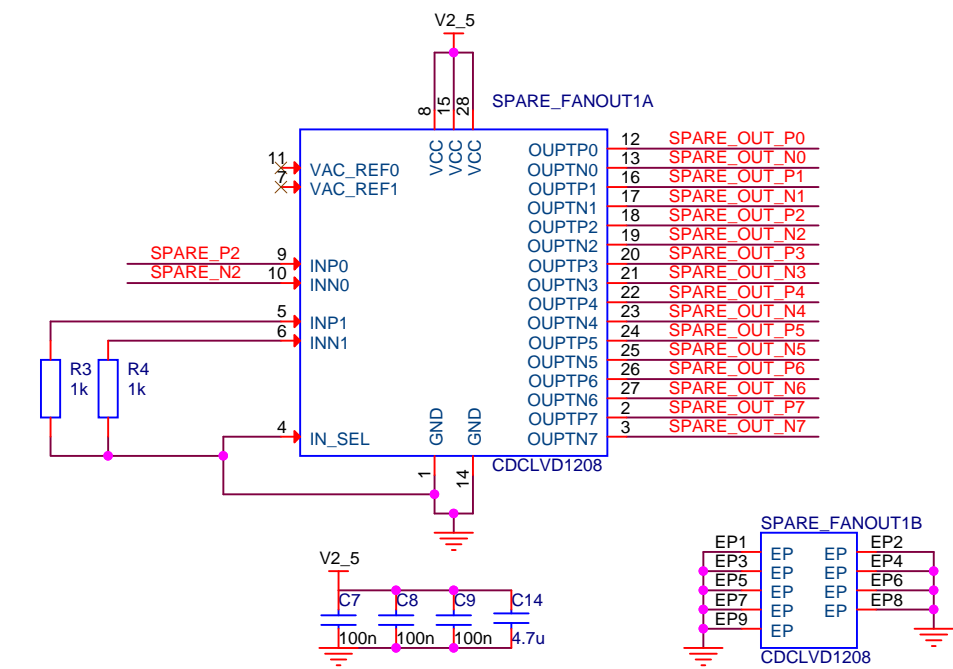 V2_5
SPARE_FANOUT1A
8
15
28
VCC
VCC
VCC
11
VAC_REF0
7
VAC_REF1
SPARE_P2
9
INP0
SPARE_N2
10
INN0
5
INP1
6
INN1
R3
1k
R4
1k
4
IN_SEL
GND
GND
1
14
OUPTP0
12
SPARE_OUT_P0
OUPTN0
13
SPARE_OUT_N0
OUPTP1
16
SPARE_OUT_P1
OUPTN1
17
SPARE_OUT_N1
OUPTP2
18
SPARE_OUT_P2
OUPTN2
19
SPARE_OUT_N2
OUPTP3
20
SPARE_OUT_P3
OUPTN3
21
SPARE_OUT_N3
OUPTP4
22
SPARE_OUT_P4
OUPTN4
23
SPARE_OUT_N4
OUPTP5
24
SPARE_OUT_P5
OUPTN5
25
SPARE_OUT_N5
OUPTP6
26
SPARE_OUT_P6
OUPTN6
27
SPARE_OUT_N6
OUPTP7
2
SPARE_OUT_P7
OUPTN7
3
SPARE_OUT_N7
CDCLVD1208
V2_5
C7
100n
C8
100n
C9
100n
C14
4.7u
SPARE_FANOUT1B
EP1
EP
EP
EP2
EP3
EP
EP
EP4
EP5
EP
EP
EP6
EP7
EP
EP
EP8
EP9
EP
CDCLVD1208